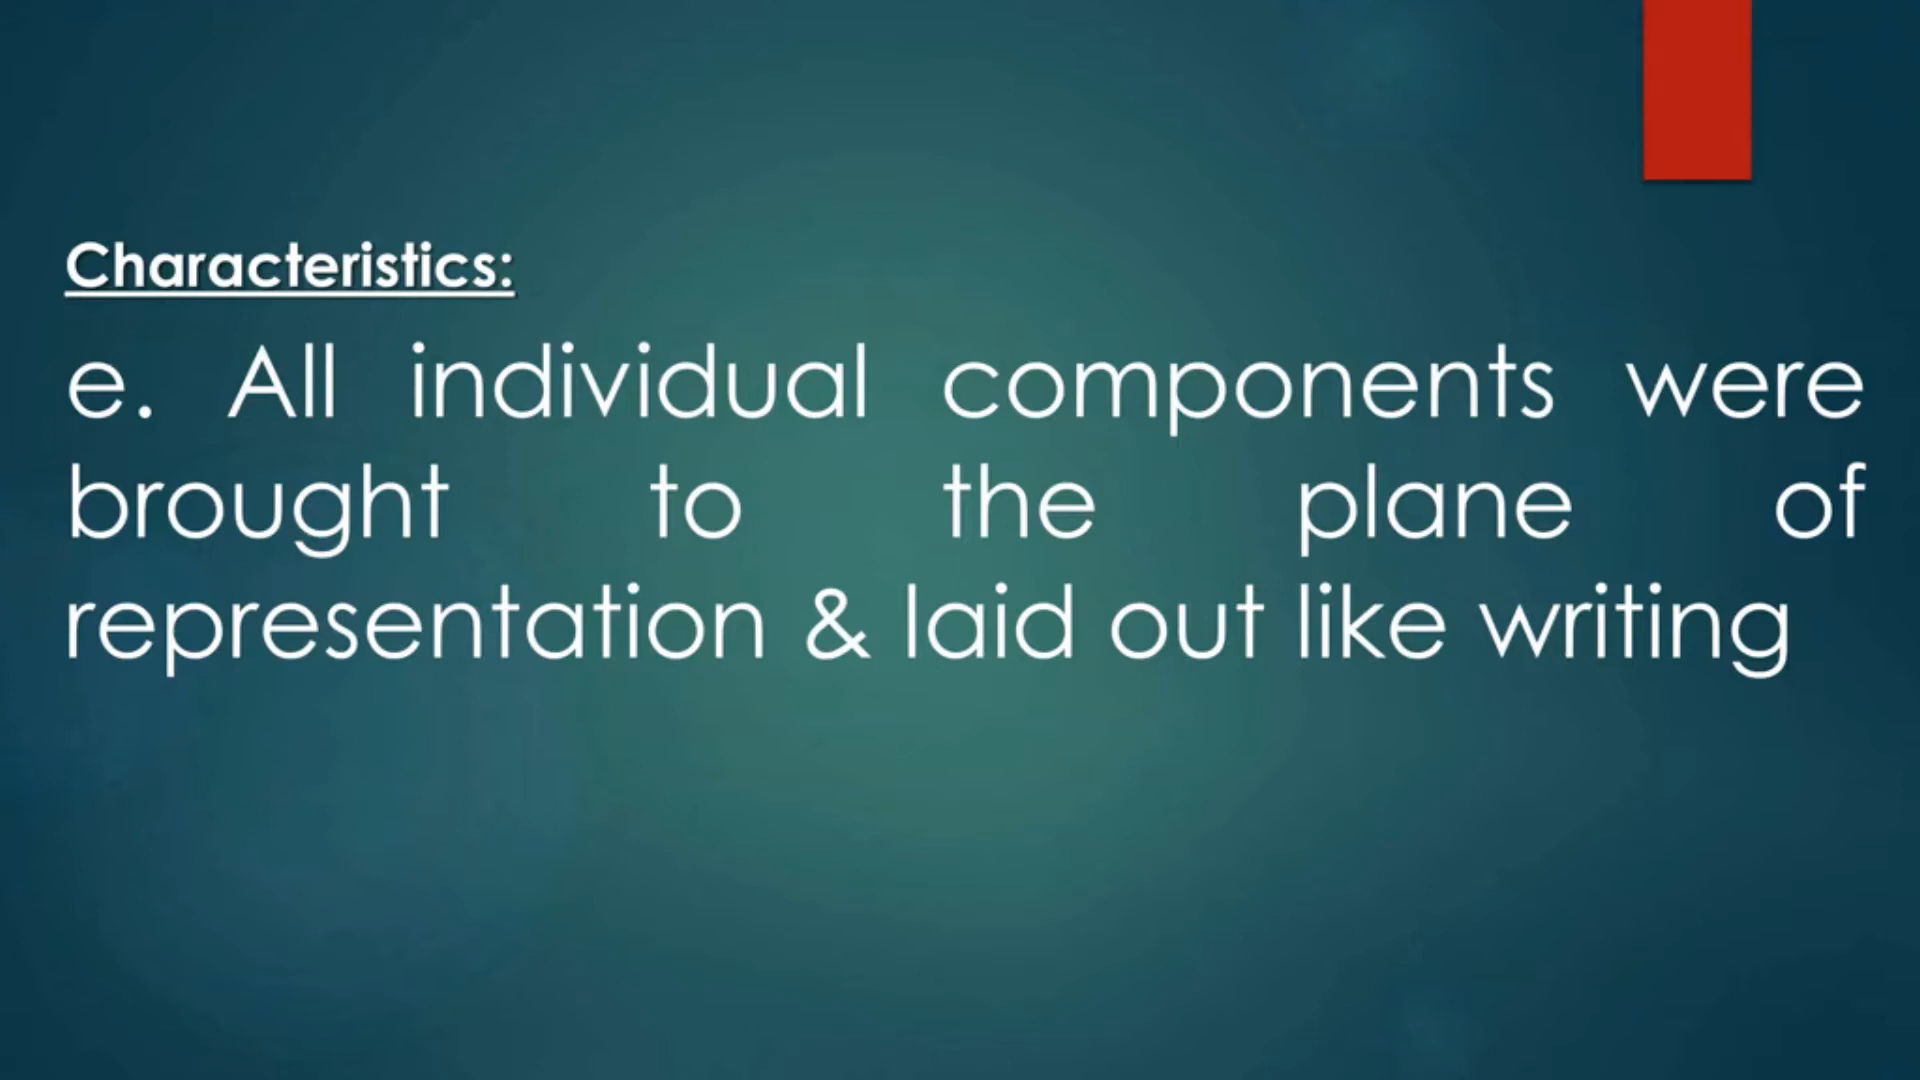 Characteristics:
e. All individual components were
brought to the plane of
representation & laid out like writing